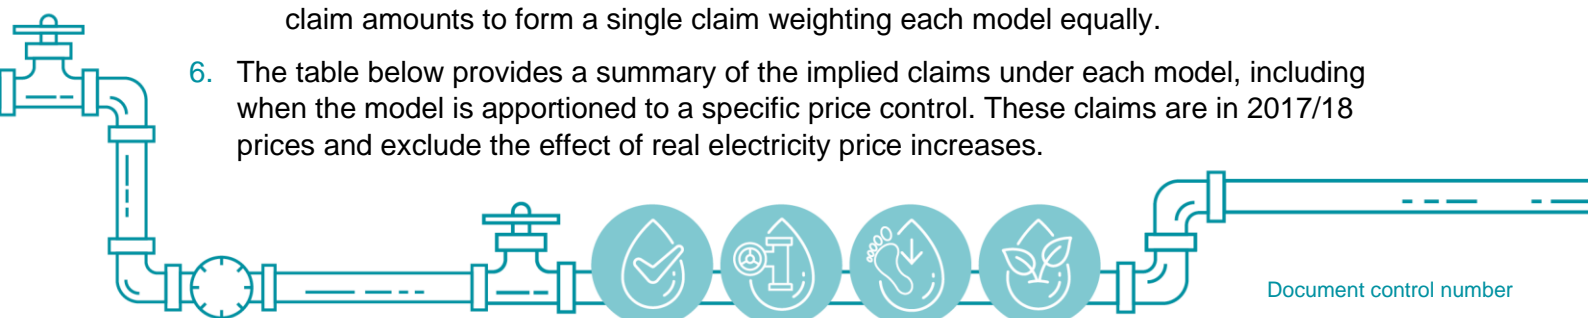 claim amounts to form a single claim weighting each model equally.
6. The table below provides a summary of the implied claims under each model, including
when the model is apportioned to a specific price control. These claims are in 2017/18
prices and exclude the effect of real electricity price increases.
Document control number